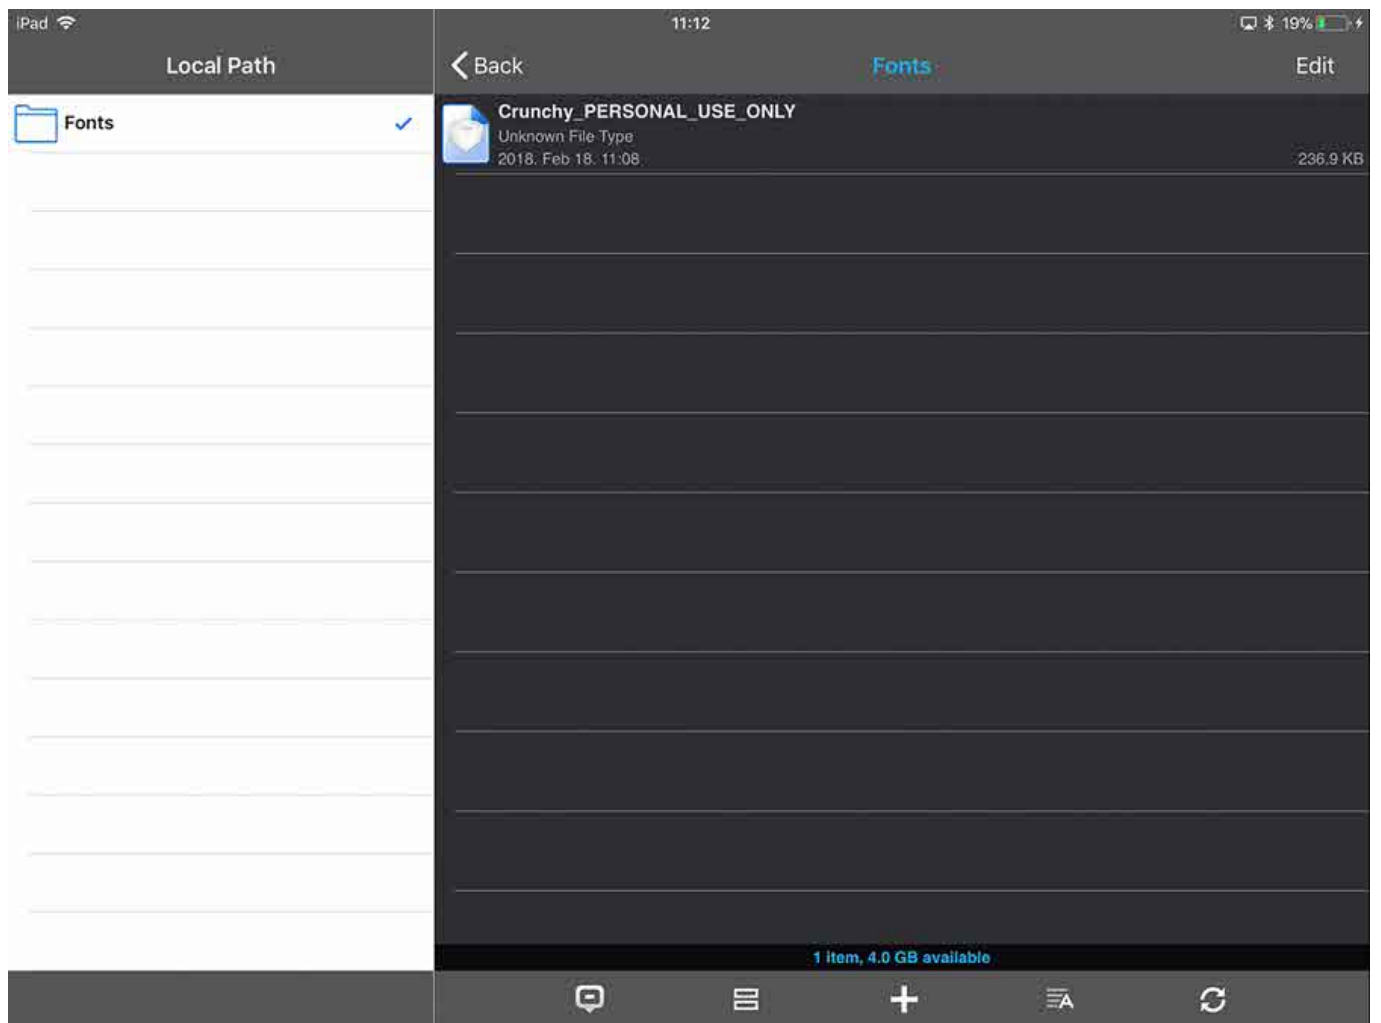 iPad
11:12
19%
Local Path
Back
Fonts
Edit
Fonts
Crunchy_PERSONAL_USE_ONLY
Unknown File Type
2018. Feb 18. 11:08
236.9 KB
1 item, 4.0 GB available
A